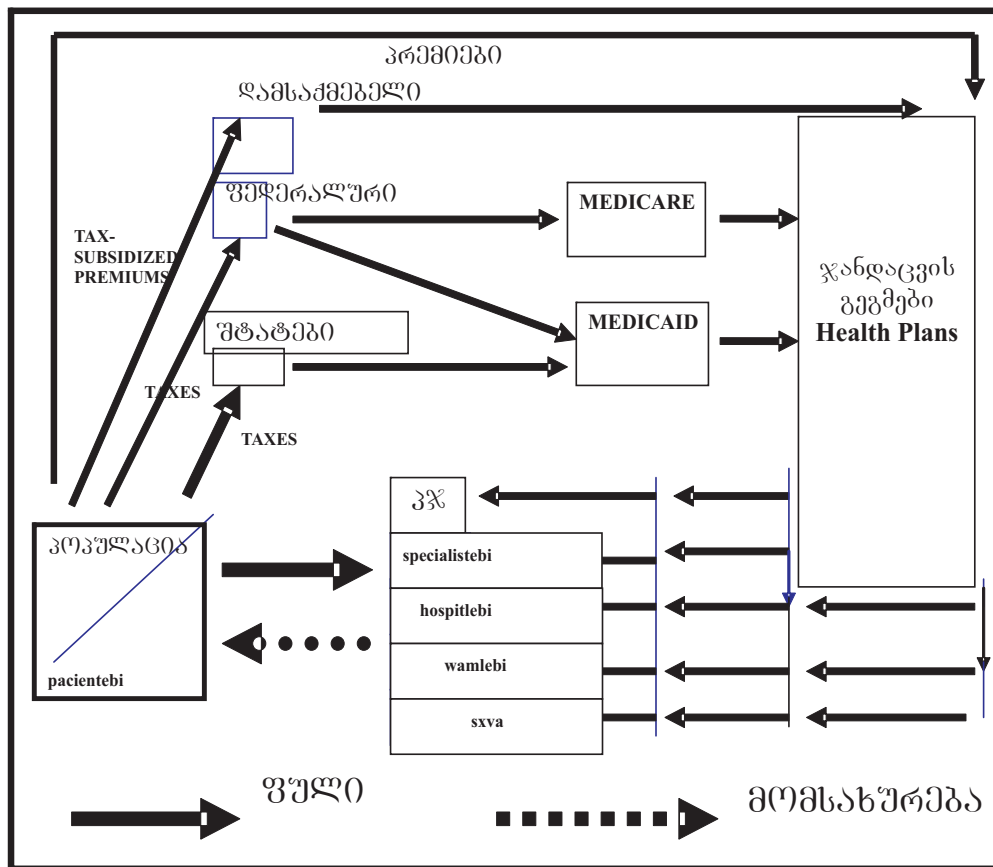 პრემიები
დამსაქმებელი
ფედერალური
MEDICARE
TAX-
SUBSIDIZED
PREMIUMS
ჯანდაცვის
გეგმები
Health Plans
შტატები
MEDICAID
TAXES
TAXES
პჯ
პოპულაცია
specialistebi
hospitlebi
wamlebi
pacientebi
sxva
ფული
მომსახურება